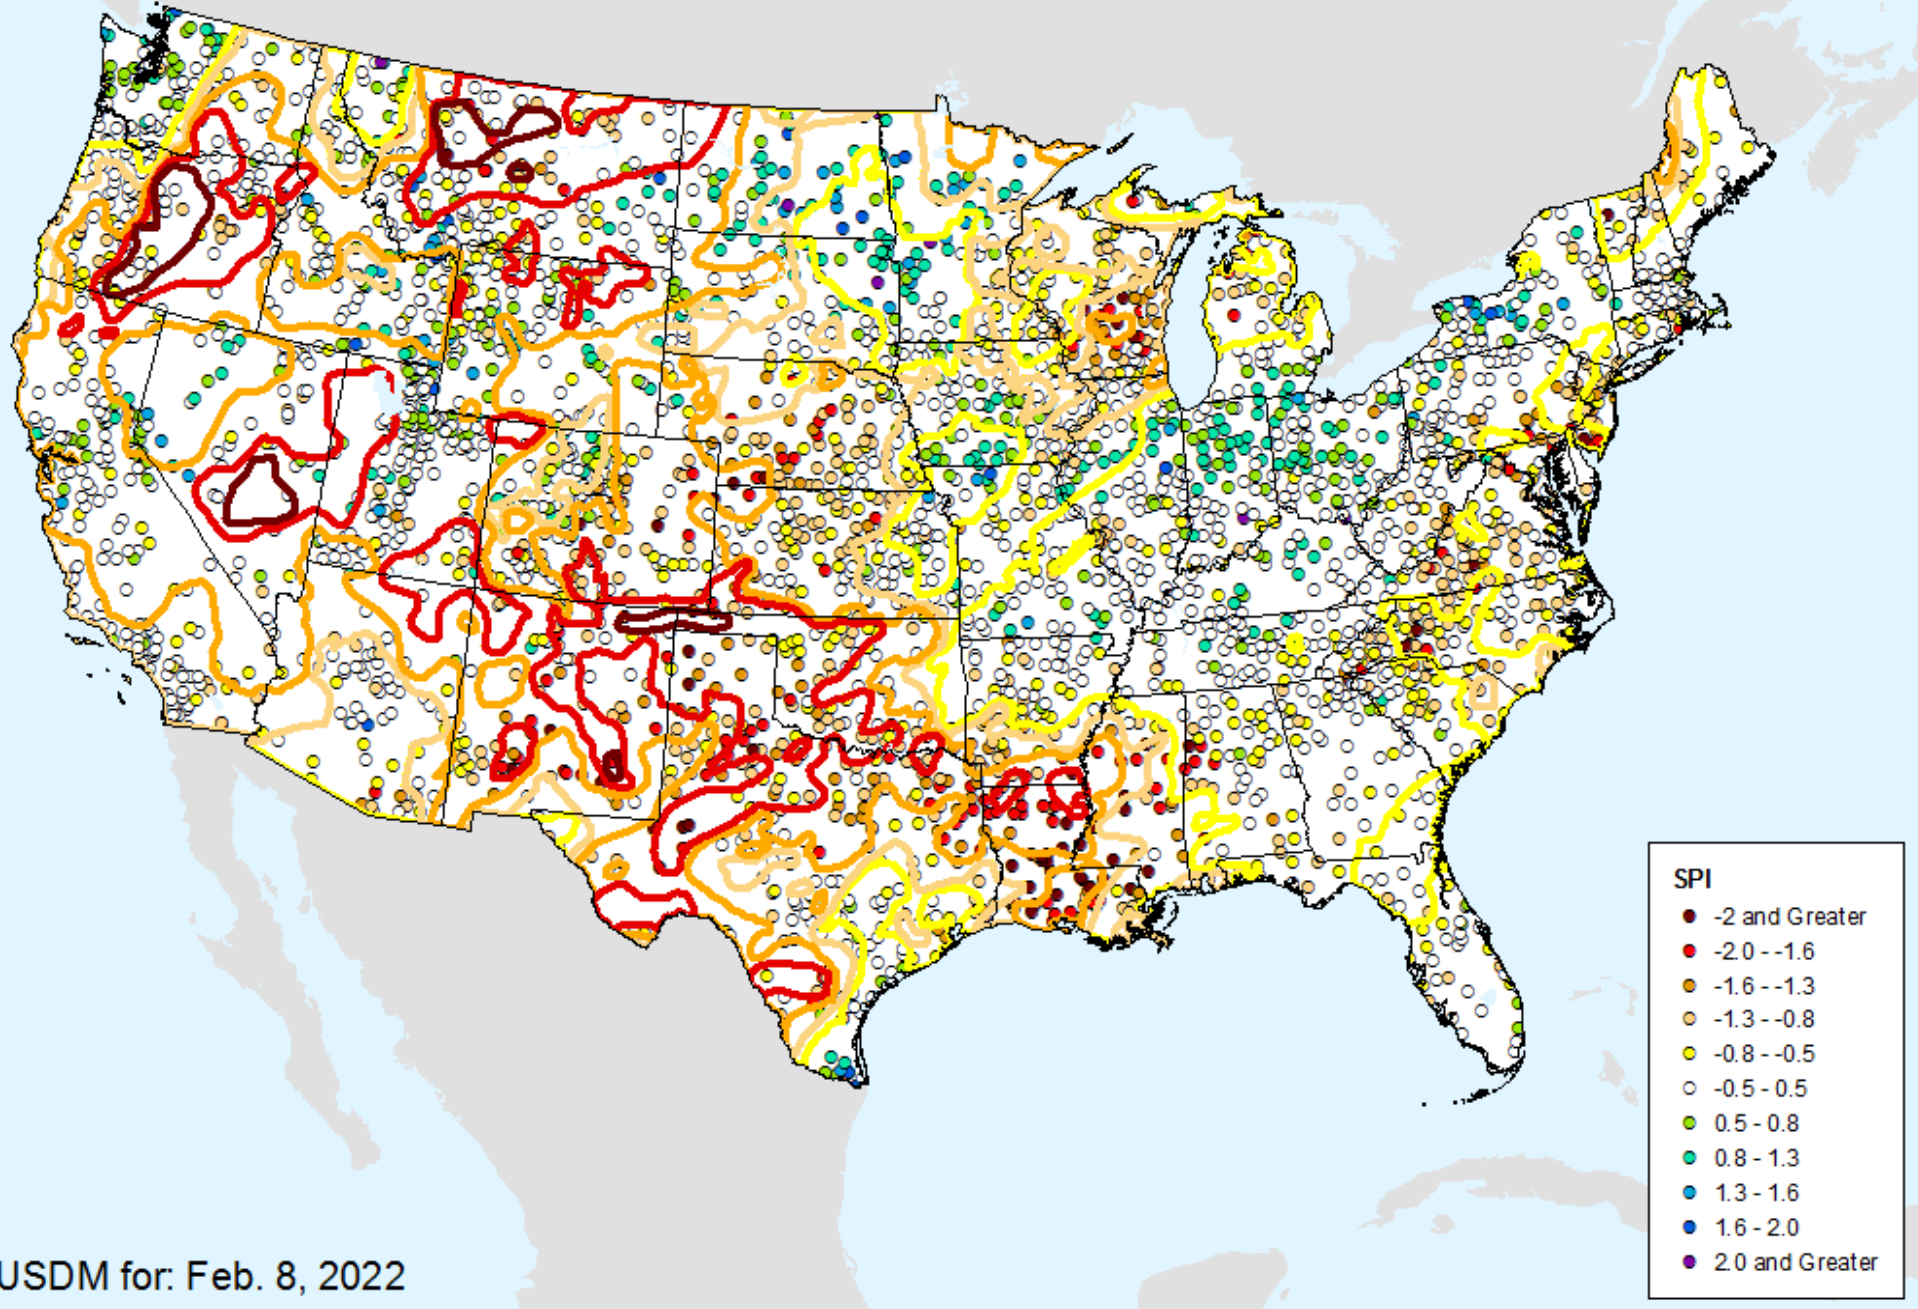 SPI
-2 and Greater
-2.0 - -1.6
-1.6 - -1.3
-1.3 - -0.8
-0.8 - -0.5
-0.5 - 0.5
0.5 - 0.8
0.8 - 1.3
1.3 - 1.6
1.6 - 2.0
2.0 and Greater
USDM for: Feb. 8, 2022